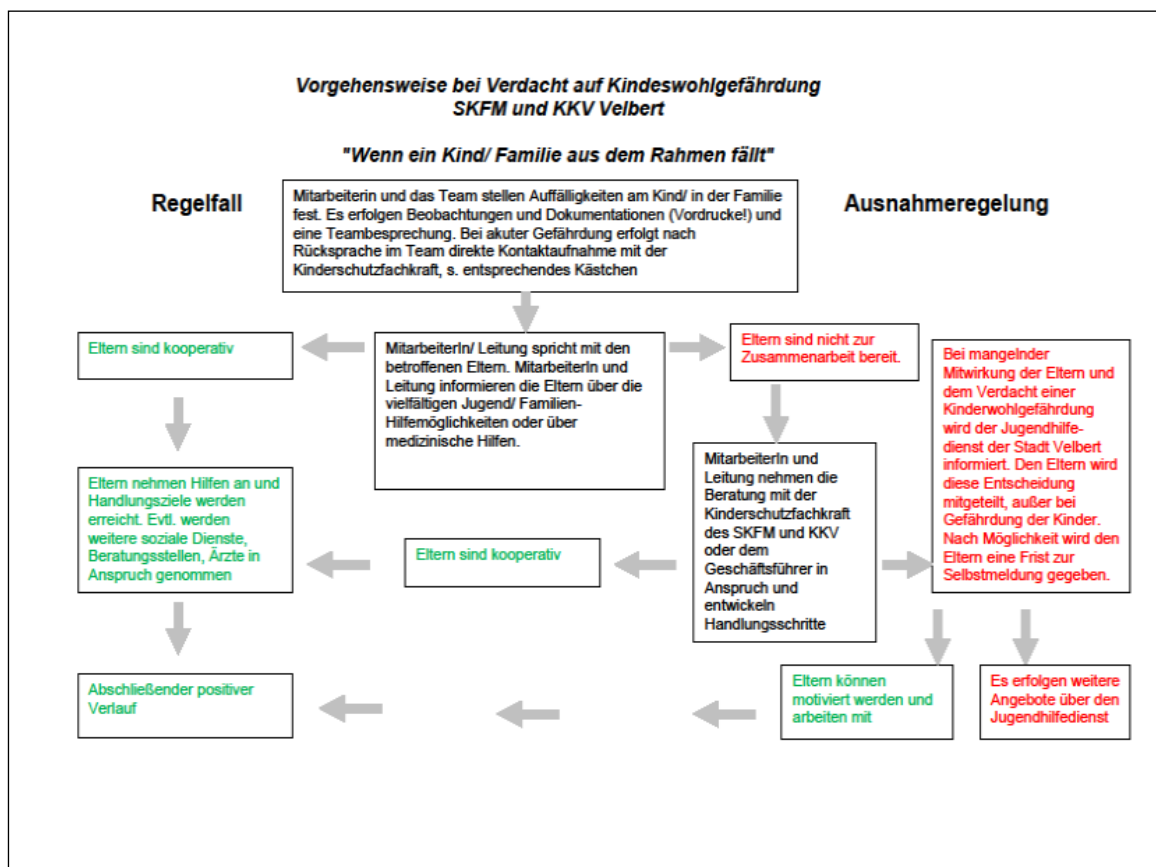 Vorgehensweise bei Verdacht auf Kindeswohlgefährdung
SKFM und KKV Velbert
"Wenn ein Kind/ Familie aus dem Rahmen fällt"
Regelfall
Mitarbeiterin und das Team stellen Auffälligkeiten am Kind/ in der Familie
fest. Es erfolgen Beobachtungen und Dokumentationen (Vordrucke!) und
eine Teambesprechung. Bei akuter Gefährdung erfolgt nach
Rücksprache im Team direkte Kontaktaufnahme mit der
Kinderschutzfachkraft, s. entsprechendes Kästchen
Ausnahmeregelung
Eltern sind kooperativ
MitarbeiterIn/ Leitung spricht mit den
betroffenen Eltern. MitarbeiterIn und
Leitung informieren die Eltern über die
vielfältigen Jugend/ Familien-
Hilfemöglichkeiten oder über
medizinische Hilfen.
Eltern sind nicht zur
Zusammenarbeit bereit.
Bei mangelnder
Mitwirkung der Eltern und
dem Verdacht einer
Kinderwohlgefährdung
wird der Jugendhilfe-
dienst der Stadt Velbert
informiert. Den Eltern wird
diese Entscheidung
mitgeteilt, außer bei
Gefährdung der Kinder.
Nach Möglichkeit wird den
Eltern eine Frist zur
Selbstmeldung gegeben.
Eltern nehmen Hilfen an und
Handlungsziele werden
erreicht. Evtl. werden
weitere soziale Dienste,
Beratungsstellen, Ärzte in
Anspruch genommen
Eltern sind kooperativ
MitarbeiterIn und
Leitung nehmen die
Beratung mit der
Kinderschutzfachkraft
des SKFM und KKV
oder dem
Geschäftsführer in
Anspruch und
entwickeln
Handlungsschritte
Abschließender positiver
Verlauf
Eltern können
motiviert werden und
arbeiten mit
Es erfolgen weitere
Angebote über den
Jugendhilfedienst